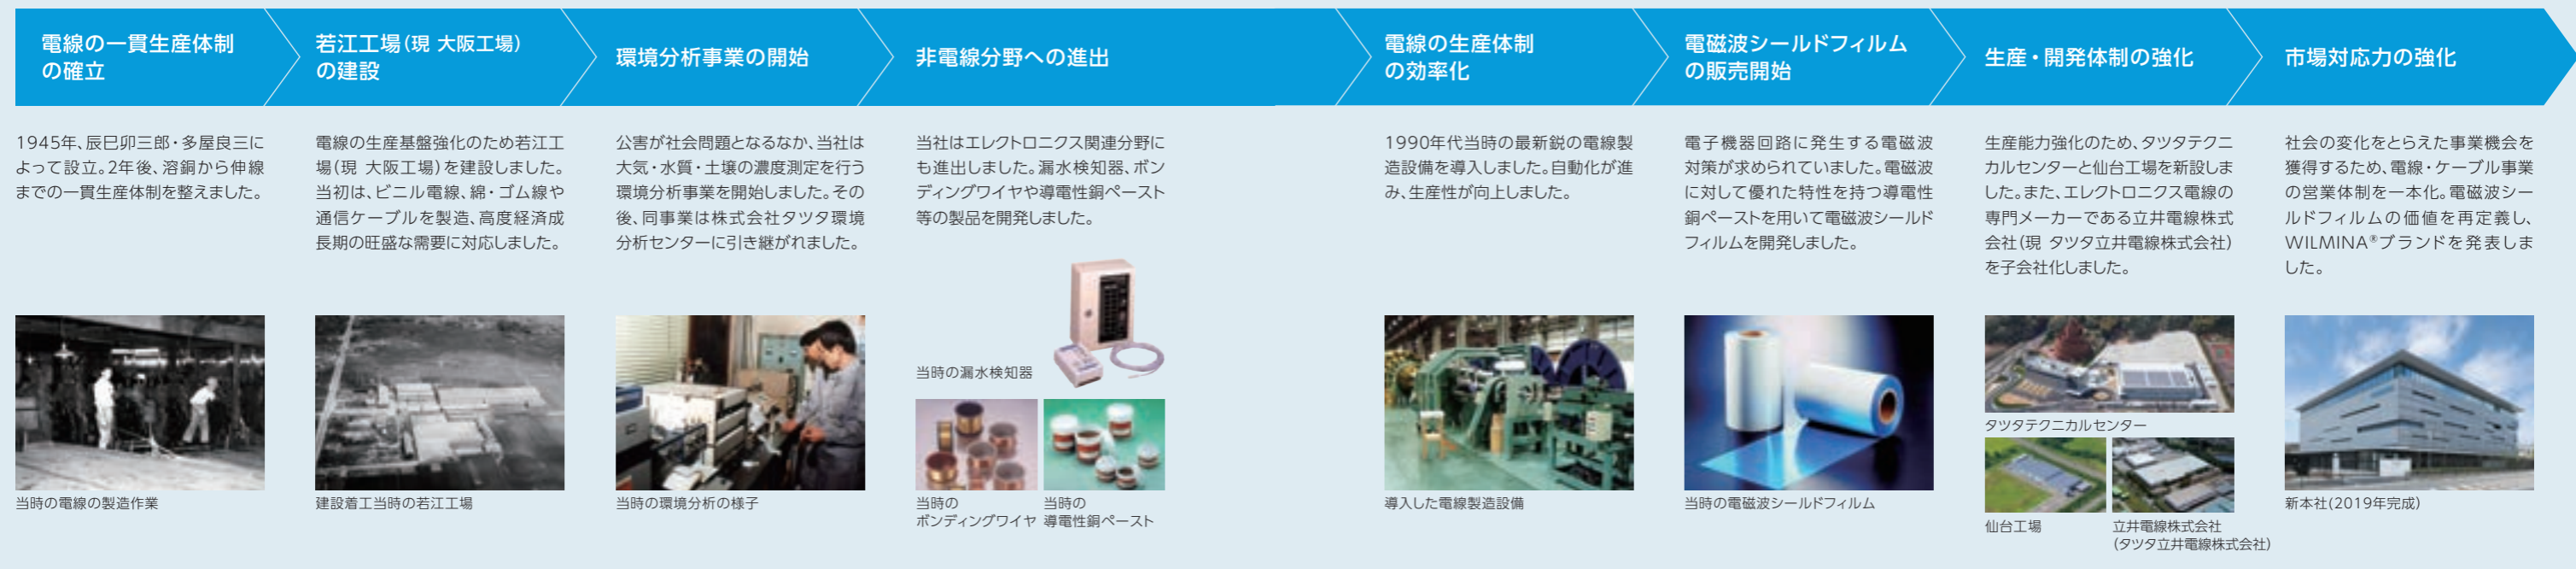 電線の一貫生産体制
の確立
1945年、辰巳卯三郎・多屋良三に
よって設立。2年後、溶銅から伸線
までの一貫生産体制を整えました。
当時の電線の製造作業
若江工場(現 大阪工場)
の建設
電線の生産基盤強化のため若江工
場(現 大阪工場)を建設しました。
当初は、ビニル電線、綿・ゴム線や
通信ケーブルを製造、高度経済成
長期の旺盛な需要に対応しました。
建設着工当時の若江工場
環境分析事業の開始
公害が社会問題となるなか、当社は
大気・水質・土壌の濃度測定を行う
環境分析事業を開始しました。その
後、同事業は株式会社タツタ環境
分析センターに引き継がれました。
当時の環境分析の様子
非電線分野への進出
当社はエレクトロニクス関連分野に
も進出しました。漏水検知器、ボン
ディングワイヤや導電性銅ペースト
等の製品を開発しました。
当時の漏水検知器
当時の
ボンディングワイヤ
当時の
導電性銅ペースト
電線の生産体制
の効率化
1990年代当時の最新鋭の電線製
造設備を導入しました。自動化が進
み、生産性が向上しました。
導入した電線製造設備
電磁波シールドフィルム
の販売開始
電子機器回路に発生する電磁波
対策が求められていました。電磁波
に対して優れた特性を持つ導電性
銅ペーストを用いて電磁波シールド
フィルムを開発しました。
当時の電磁波シールドフィルム
生産・開発体制の強化
生産能力強化のため、タツタテクニ
カルセンターと仙台工場を新設しま
した。また、エレクトロニクス電線の
専門メーカーである立井電線株式
会社(現 タツタ立井電線株式会社)
を子会社化しました。
タツタテクニカルセンター
仙台工場
立井電線株式会社
(タツタ立井電線株式会社)
市場対応力の強化
社会の変化をとらえた事業機会を
獲得するため、電線・ケーブル事業
の営業体制を一本化。電磁波シー
ルドフィルムの価値を再定義し、
WILMINA®ブランドを発表しま
した。
新本社(2019年完成)